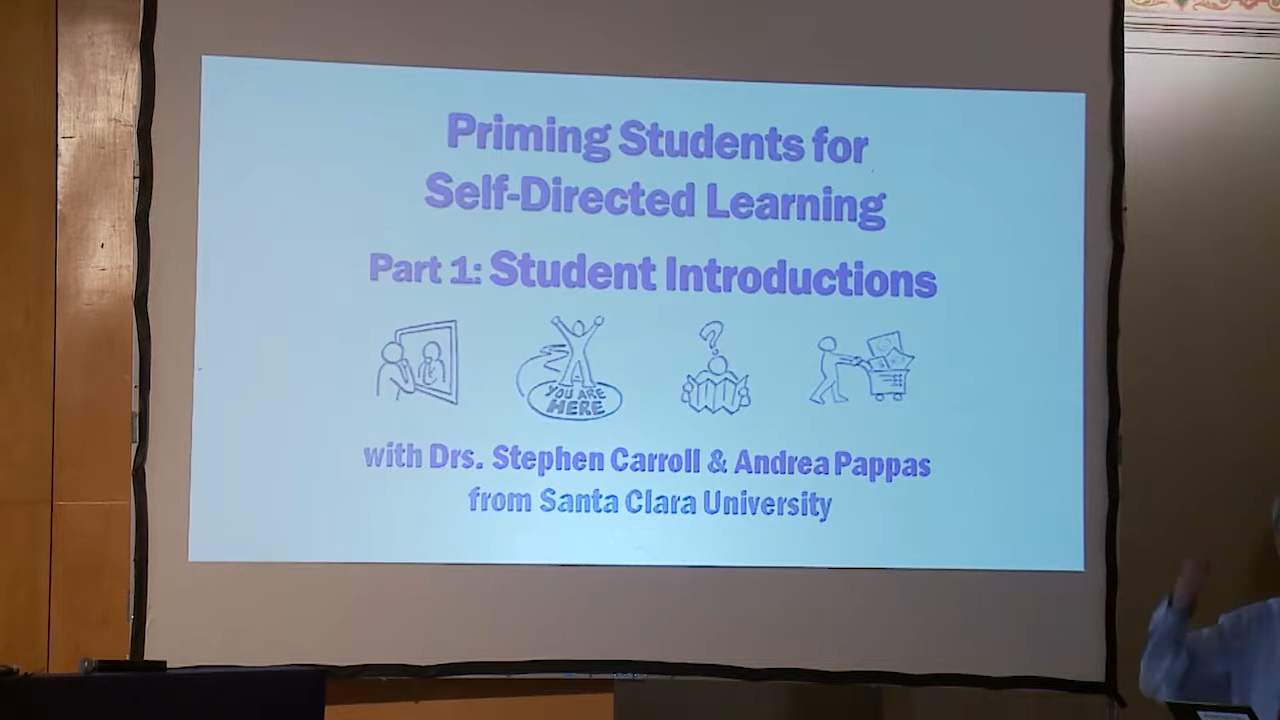 Priming Students for
Self-Directed Learning
Part 1: Student Introductions
?
YOU ARE
HERE
with Drs. Stephen Carroll & Andrea Pappas
from Santa Clara University